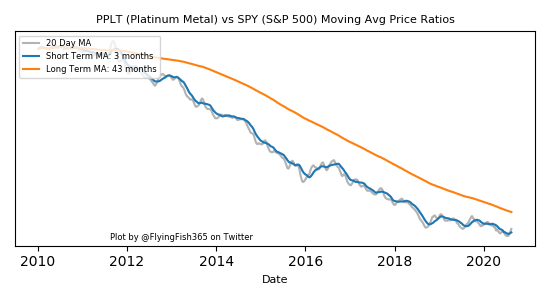 PPLT (Platinum Metal) vs SPY (S&P 500) Moving Avg Price Ratios
20 Day MA
Short Term MA: 3 months
Long Term MA: 43 months
Plot by @FlyingFish365 on Twitter
2010 2012 2014 2016 2018 2020
Date